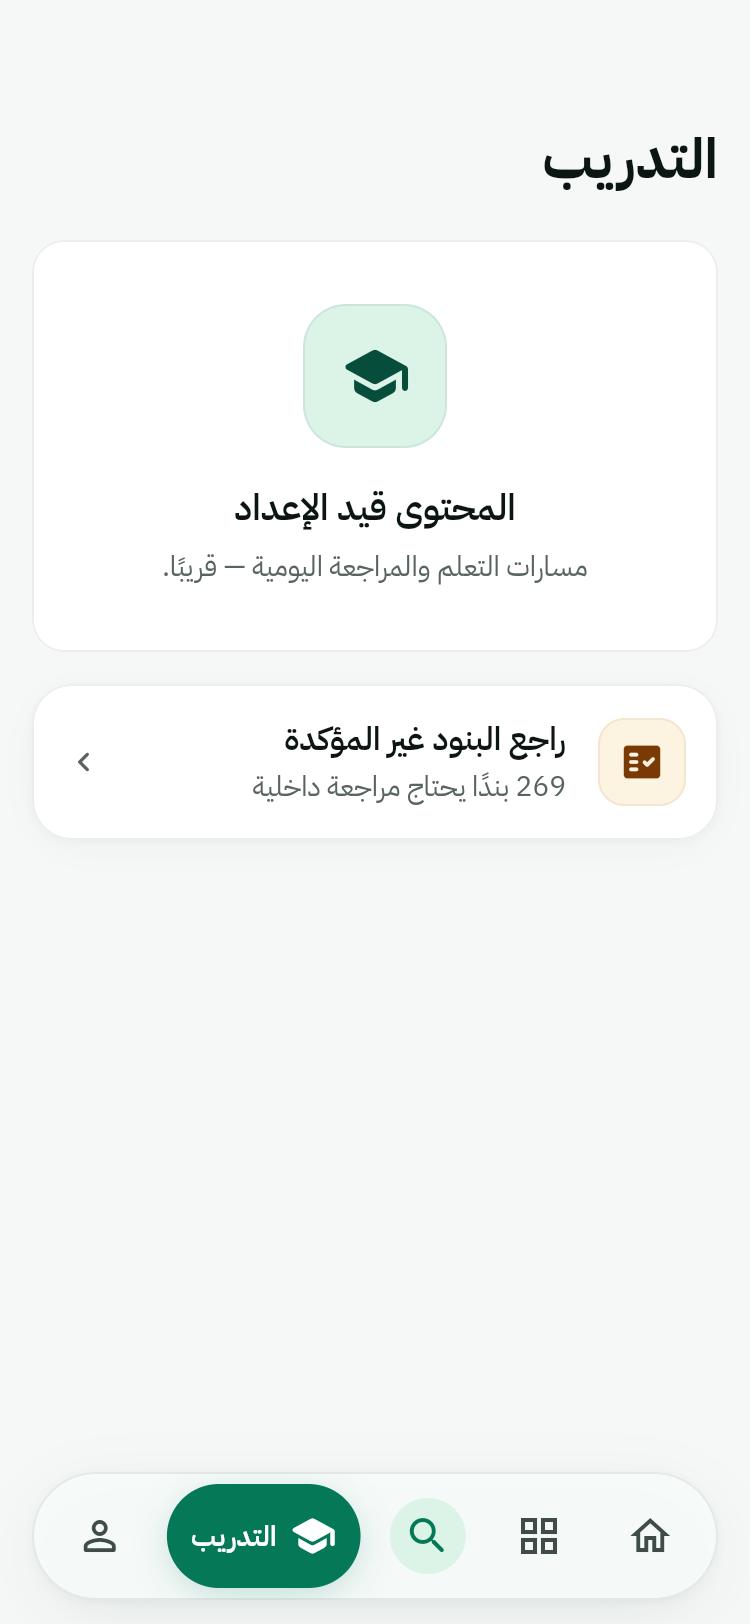 التدريب
المحتوى قيد الإعداد
مسارات التعلم والمراجعة اليومية — قريبًا.
راجع البنود غير المؤكدة
269 بندًا يحتاج مراجعة داخلية
التدريب